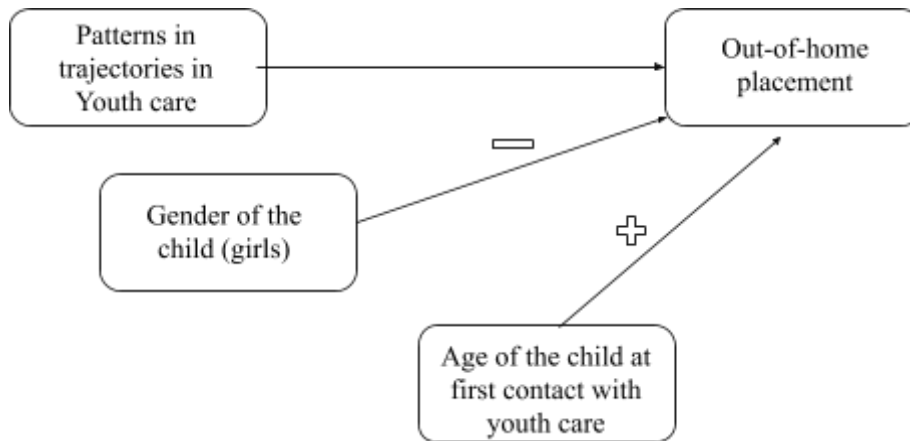 Patterns in
trajectories in
Youth care
Out-of-home
placement
Gender of the
child (girls)
Age of the child at
first contact with
youth care